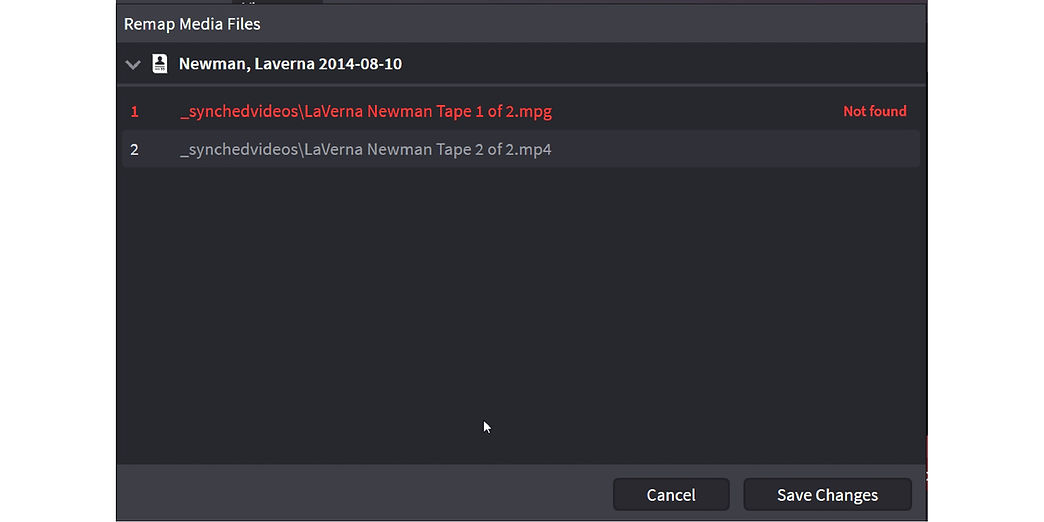 Remap Media Files
Newman, Laverna 2014-08-10
1 _synchedvideos\LaVerna Newman Tape 1 of 2.mpg Not found
2 _synchedvideos\LaVerna Newman Tape 2 of 2.mp4
Cancel Save Changes